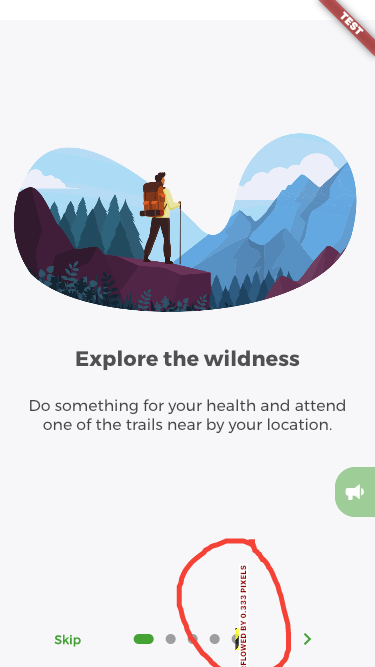 TEST
Explore the wildness
Do something for your health and attend
one of the trails near by your location.
FLOWED BY 0.333 PIXELS
Skip